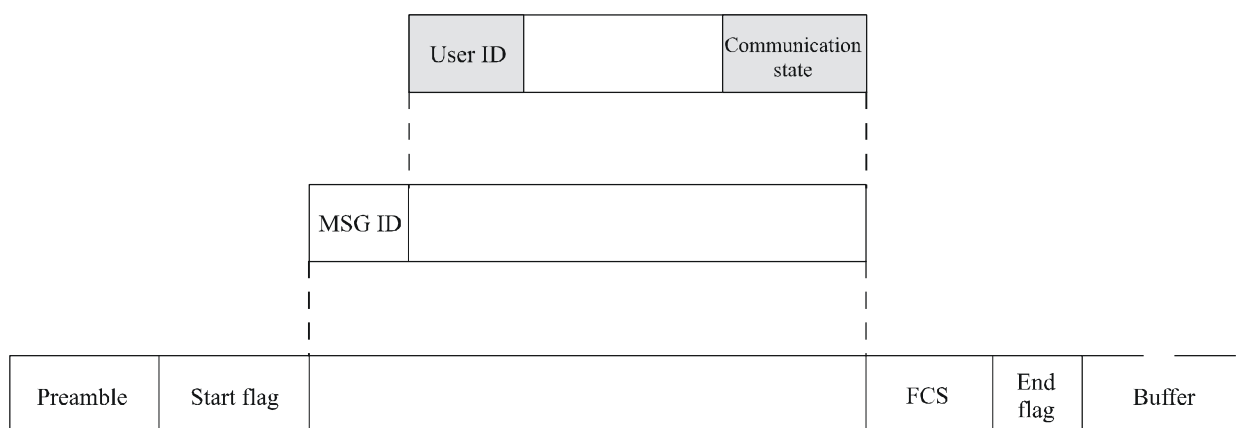 User ID
Communication
state
MSG ID
Preamble
Start flag
FCS
End
flag
Buffer